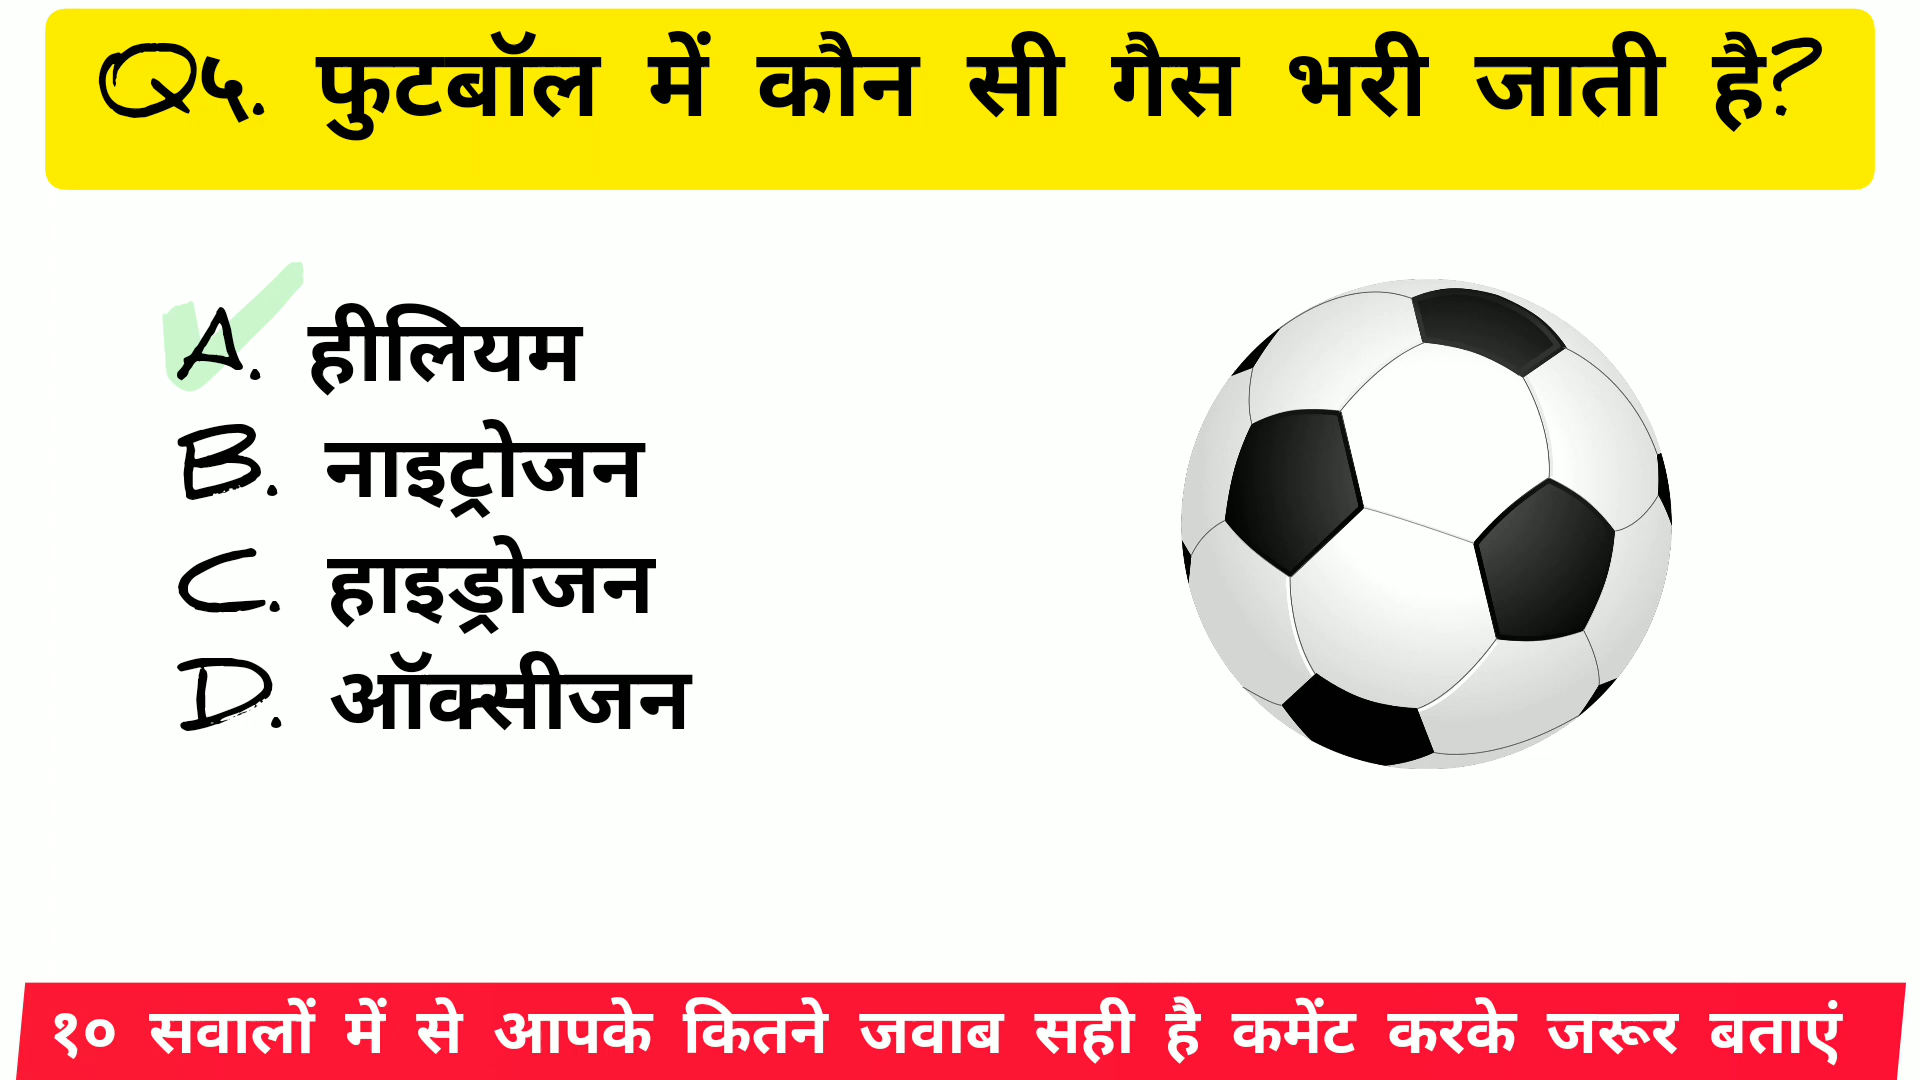 Q५. फुटबॉल में कौन सी गैस भरी जाती है?
A. हीलियम
B. नाइट्रोजन
C. हाइड्रोजन
D. ऑक्सीजन
१० सवालों में से आपके कितने जवाब सही है कमेंट करके जरूर बताएं